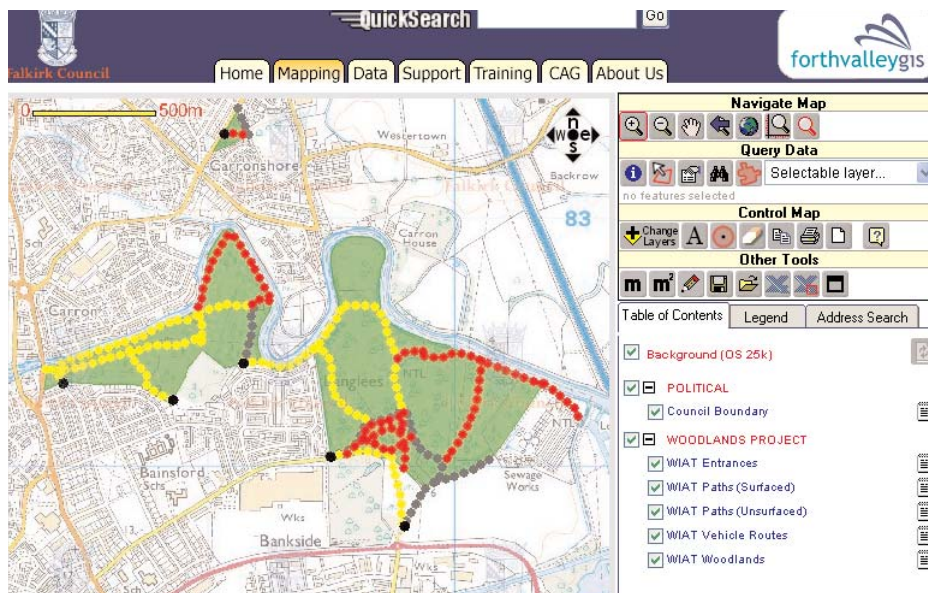 QuickSearch Go
Falkirk Council
forthvalleygis
Home Mapping Data Support Training CAG About Us
0 500m
n
w e
s
Westertown
Carronshore
Backrow
83
Sch
Carron House
Carron
Langlees
NTL
NTL
Bainsford
Schs
Sewage Works
Wks
Bankside
Wks
Navigate Map
Query Data
Selectable layer...
no features selected
Control Map
Change Layers A
Other Tools
m m²
Table of Contents Legend Address Search
Background (OS 25k)
POLITICAL
Council Boundary
WOODLANDS PROJECT
WIAT Entrances
WIAT Paths (Surfaced)
WIAT Paths (Unsurfaced)
WIAT Vehicle Routes
WIAT Woodlands